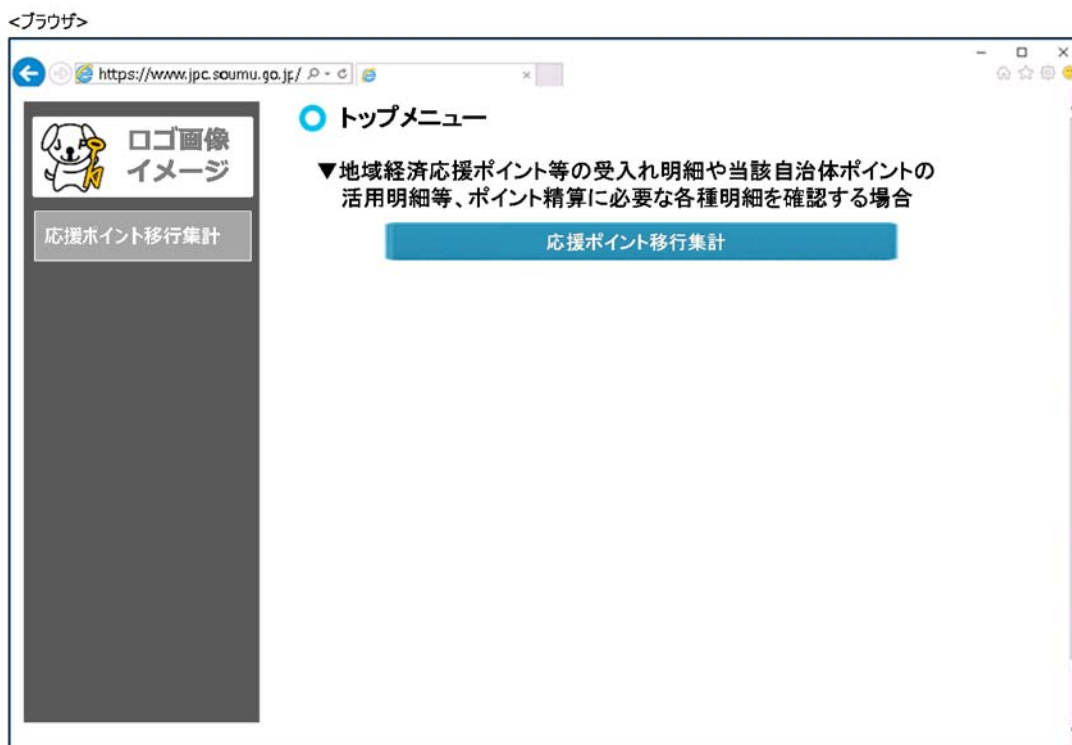 <ブラウザ>
https://www.jpc.soumu.go.jp/
ロゴ画像
イメージ
応援ポイント移行集計
トップメニュー
▼地域経済応援ポイント等の受入れ明細や当該自治体ポイントの
活用明細等、ポイント精算に必要な各種明細を確認する場合
応援ポイント移行集計